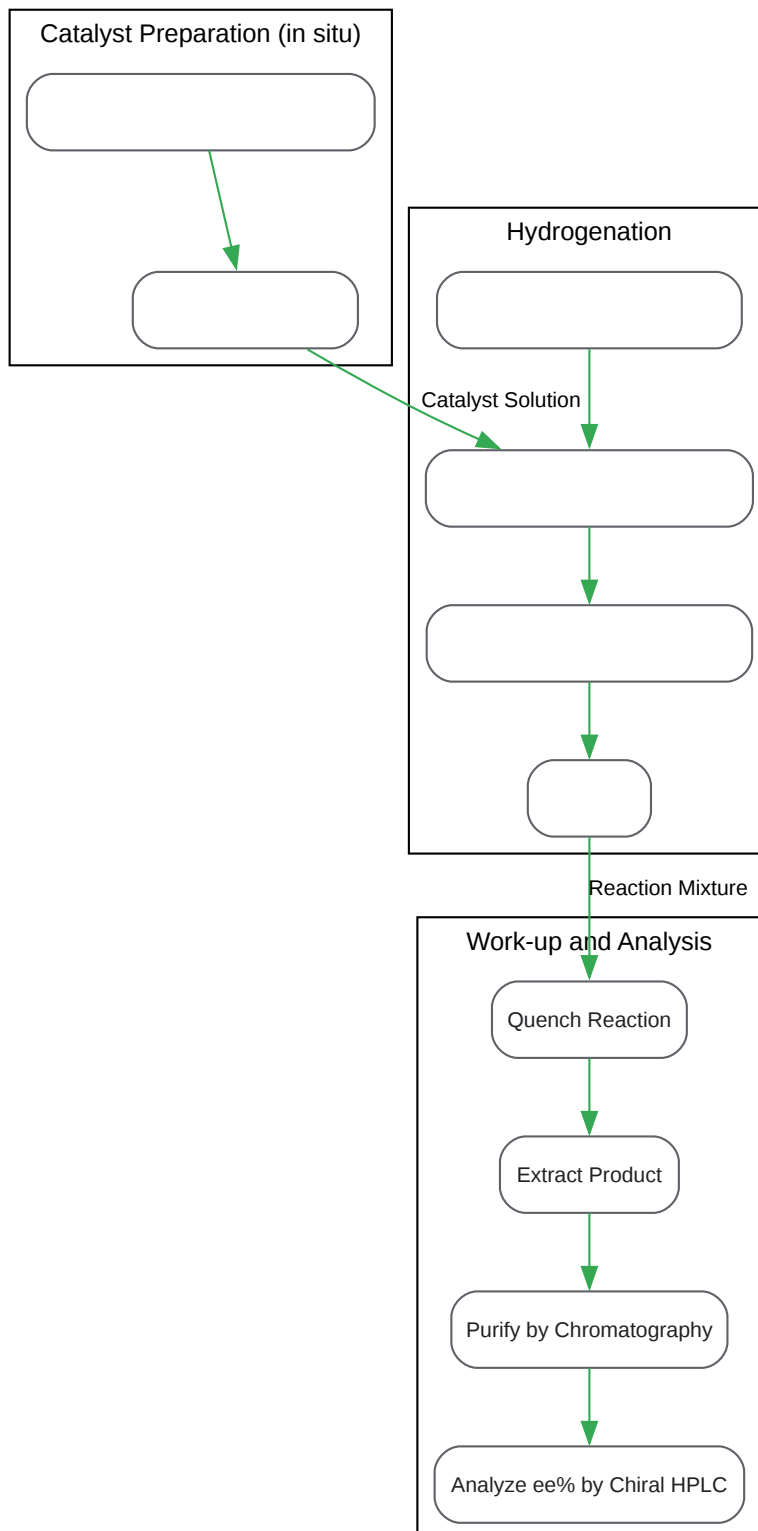 Catalyst Preparation (in situ)
Hydrogenation
Catalyst Solution
Reaction Mixture
Work-up and Analysis
Quench Reaction
Extract Product
Purify by Chromatography
Analyze ee% by Chiral HPLC